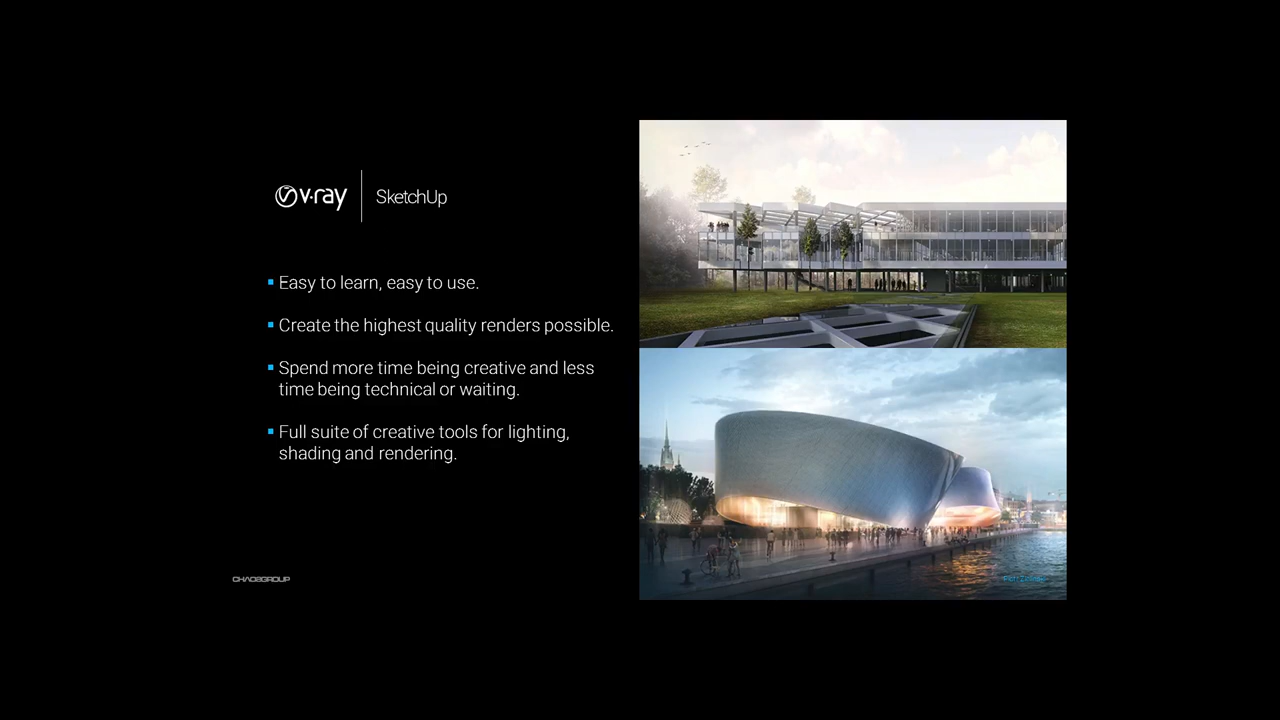 v·ray
SketchUp
Easy to learn, easy to use.
Create the highest quality renders possible.
Spend more time being creative and less
time being technical or waiting.
Full suite of creative tools for lighting,
shading and rendering.
CHAOSGROUP
Piotr